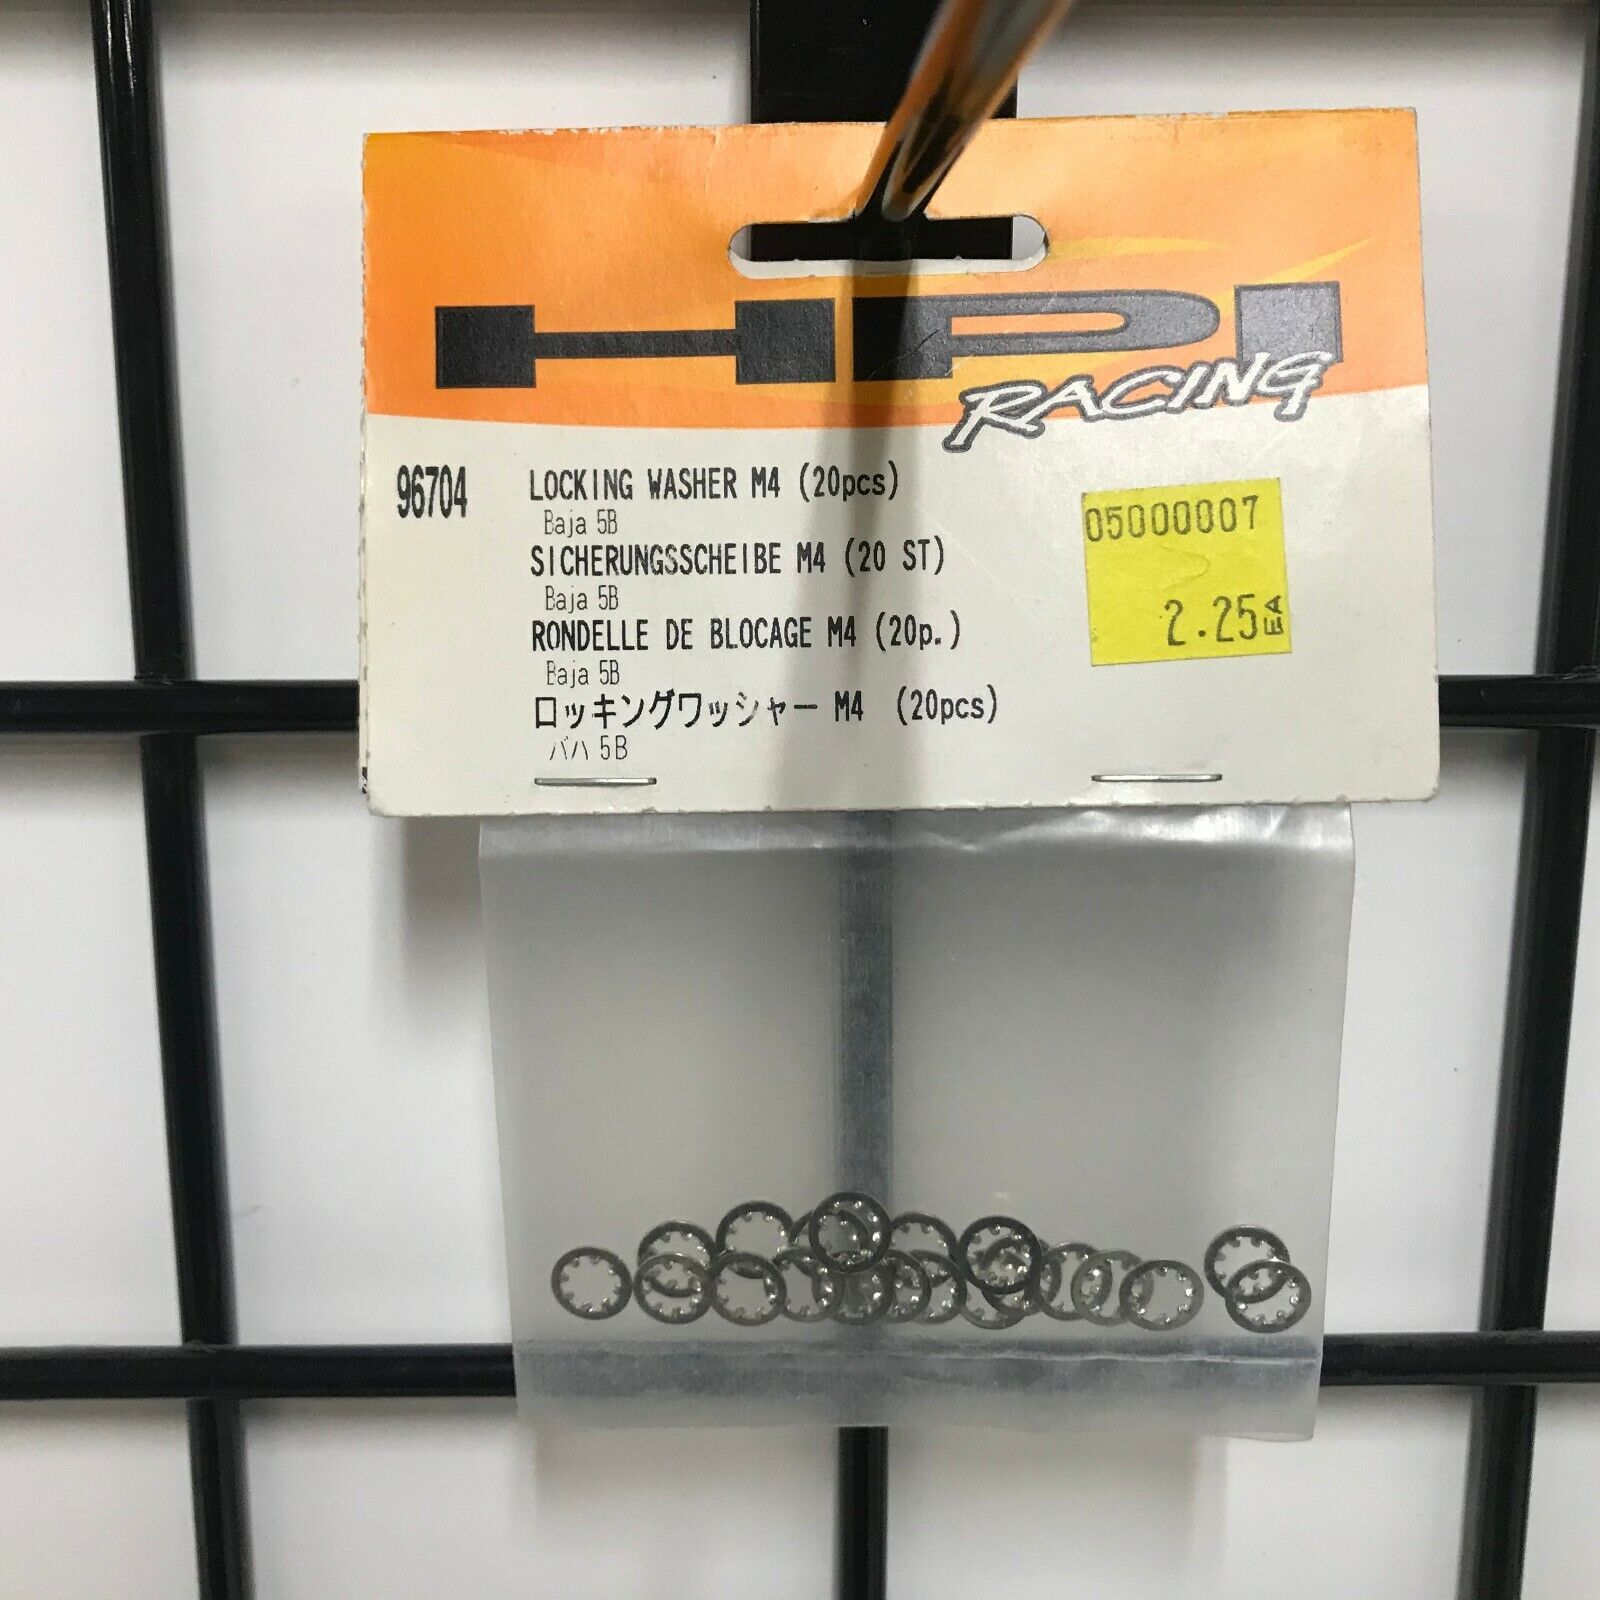 HPI
RACING
96704
LOCKING WASHER M4 (20pcs)
Baja 5B
SICHERUNGSSCHEIBE M4 (20 ST)
Baja 5B
RONDELLE DE BLOCAGE M4 (20p.)
Baja 5B
ロッキングワッシャー M4 (20pcs)
バハ 5B
05000007
2.25 EA